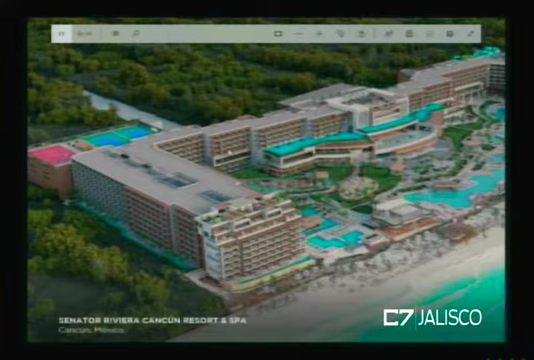 SENATOR RIVIERA CANCÚN RESORT & SPA
Cancún, México
C7 JALISCO